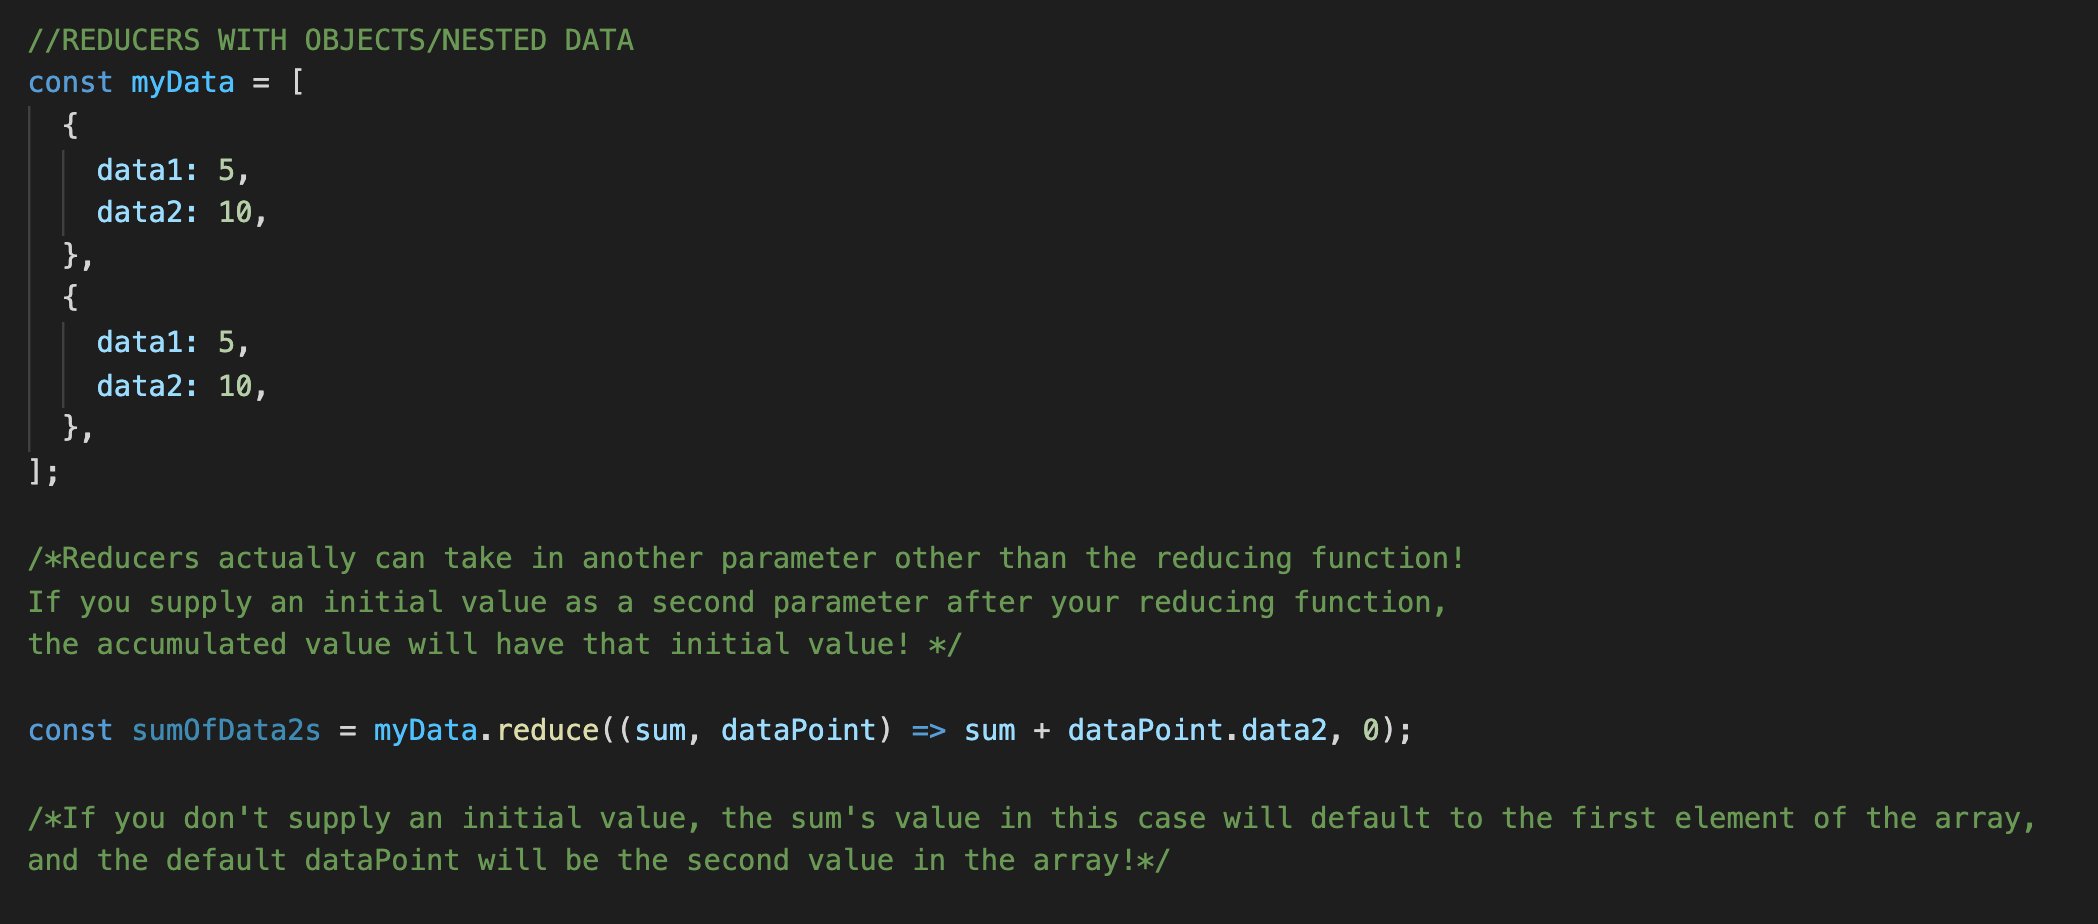 //REDUCERS WITH OBJECTS/NESTED DATA
const myData = [
  {
    data1: 5,
    data2: 10,
  },
  {
    data1: 5,
    data2: 10,
  },
];
/*Reducers actually can take in another parameter other than the reducing function!
If you supply an initial value as a second parameter after your reducing function,
the accumulated value will have that initial value! */
const sumOfData2s = myData.reduce((sum, dataPoint) => sum + dataPoint.data2, 0);
/*If you don't supply an initial value, the sum's value in this case will default to the first element of the array,
and the default dataPoint will be the second value in the array!*/